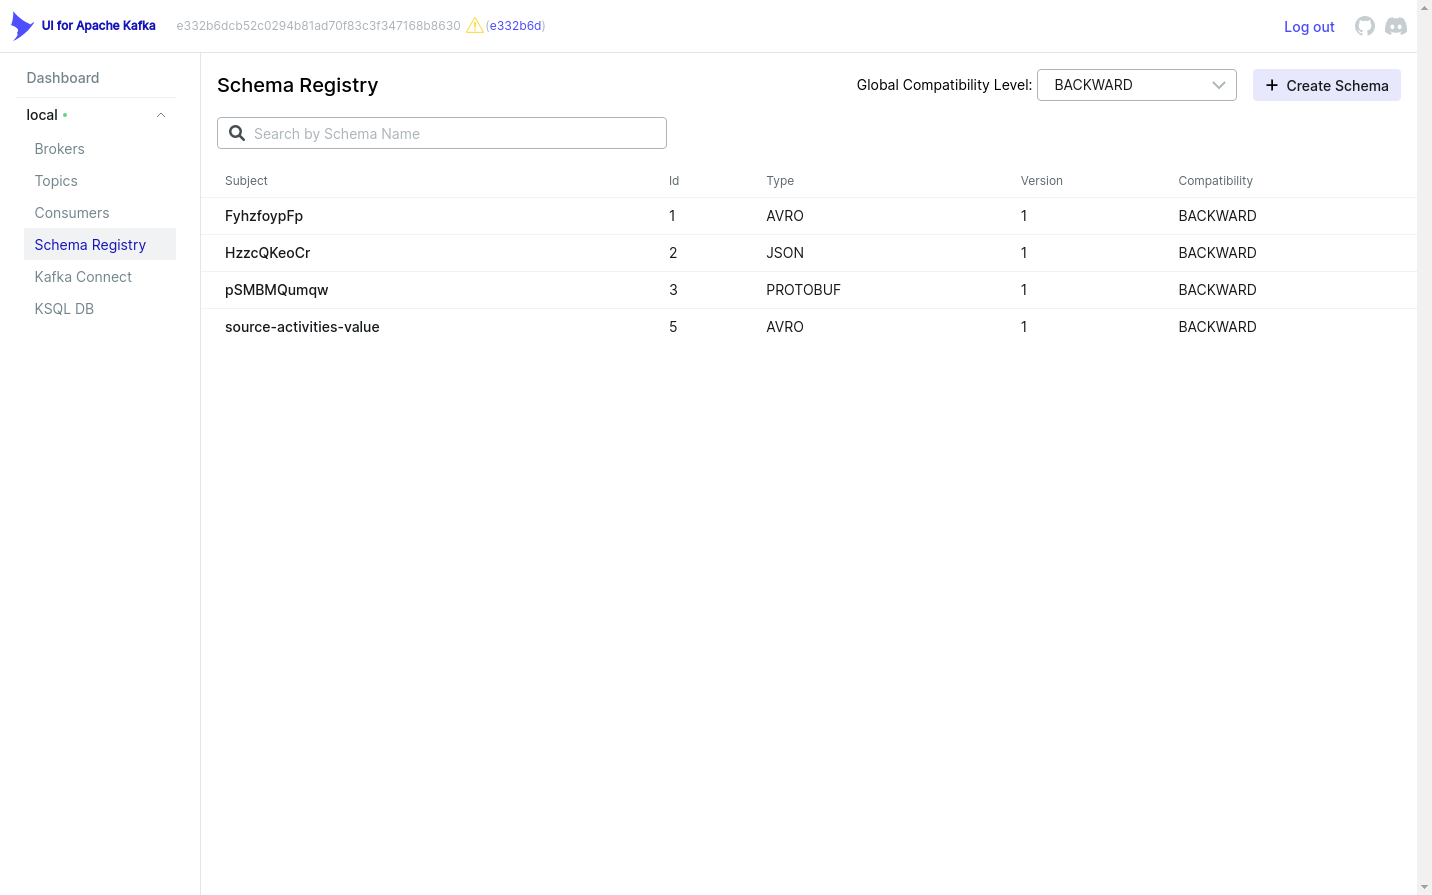 UI for Apache Kafka e332b6dcb52c0294b81ad70f83c3f347168b8630 (e332b6d) Log out
Dashboard
local
Brokers
Topics
Consumers
Schema Registry
Kafka Connect
KSQL DB
Schema Registry Global Compatibility Level: BACKWARD Create Schema
Search by Schema Name
Subject Id Type Version Compatibility
FyhzfoypFp 1 AVRO 1 BACKWARD
HzzcQKeoCr 2 JSON 1 BACKWARD
pSMBMQumqw 3 PROTOBUF 1 BACKWARD
source-activities-value 5 AVRO 1 BACKWARD